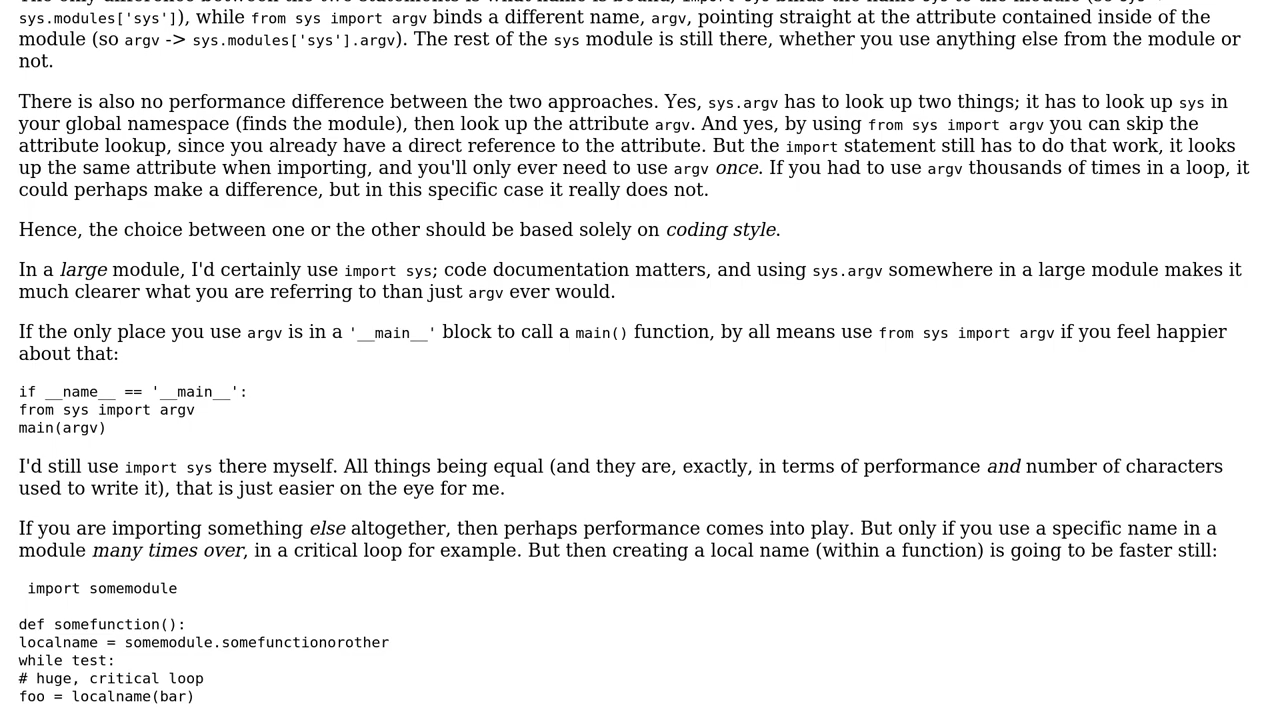 sys.modules['sys']), while from sys import argv binds a different name, argv, pointing straight at the attribute contained inside of the
module (so argv -> sys.modules['sys'].argv). The rest of the sys module is still there, whether you use anything else from the module or
not.
There is also no performance difference between the two approaches. Yes, sys.argv has to look up two things; it has to look up sys in
your global namespace (finds the module), then look up the attribute argv. And yes, by using from sys import argv you can skip the
attribute lookup, since you already have a direct reference to the attribute. But the import statement still has to do that work, it looks
up the same attribute when importing, and you'll only ever need to use argv once. If you had to use argv thousands of times in a loop, it
could perhaps make a difference, but in this specific case it really does not.
Hence, the choice between one or the other should be based solely on coding style.
In a large module, I'd certainly use import sys; code documentation matters, and using sys.argv somewhere in a large module makes it
much clearer what you are referring to than just argv ever would.
If the only place you use argv is in a '__main__' block to call a main() function, by all means use from sys import argv if you feel happier
about that:
if __name__ == '__main__':
from sys import argv
main(argv)
I'd still use import sys there myself. All things being equal (and they are, exactly, in terms of performance and number of characters
used to write it), that is just easier on the eye for me.
If you are importing something else altogether, then perhaps performance comes into play. But only if you use a specific name in a
module many times over, in a critical loop for example. But then creating a local name (within a function) is going to be faster still:
import somemodule
def somefunction():
localname = somemodule.somefunctionorother
while test:
# huge, critical loop
foo = localname(bar)